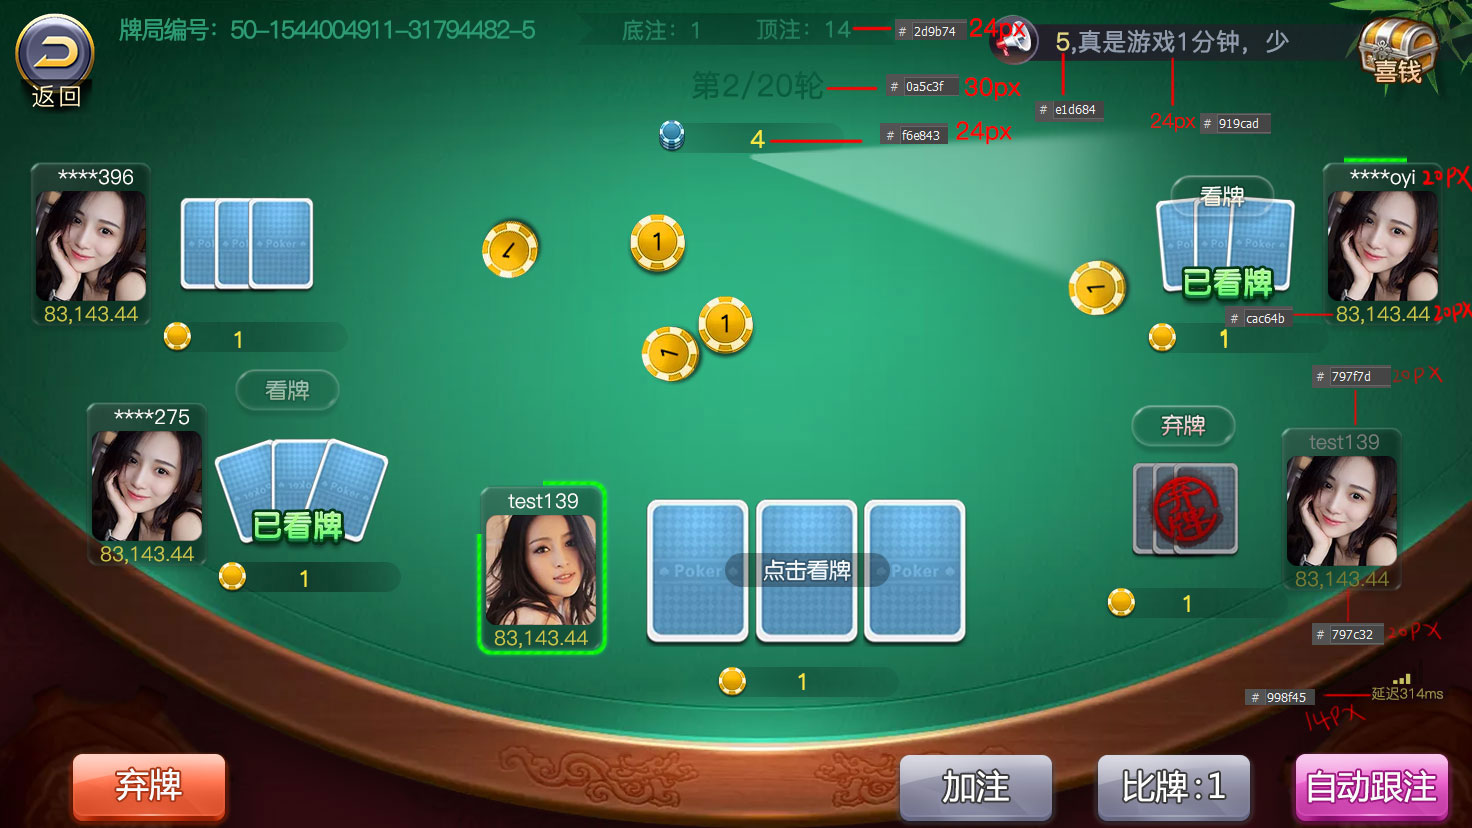 返回
牌局编号：50-1544004911-31794482-5
底注：1
顶注：14
# 2d9b74 24px
第2/20轮
# 0a5c3f 30px
4
# f6e843 24px
5,真是游戏1分钟，少
# e1d684
24px # 919cad
喜钱
****396
83,143.44
1
看牌
****oyi 20PX
已看牌
83,143.44 20PX
# cac64b
1
1
1
1
1
1
看牌
****275
已看牌
83,143.44
1
test139
83,143.44
Poker
点击看牌
Poker
1
弃牌
弃牌
# 797f7d 20PX
test139
83,143.44
1
# 797c32 20PX
# 998f45
14PX
延迟314ms
弃牌
加注
比牌:1
自动跟注